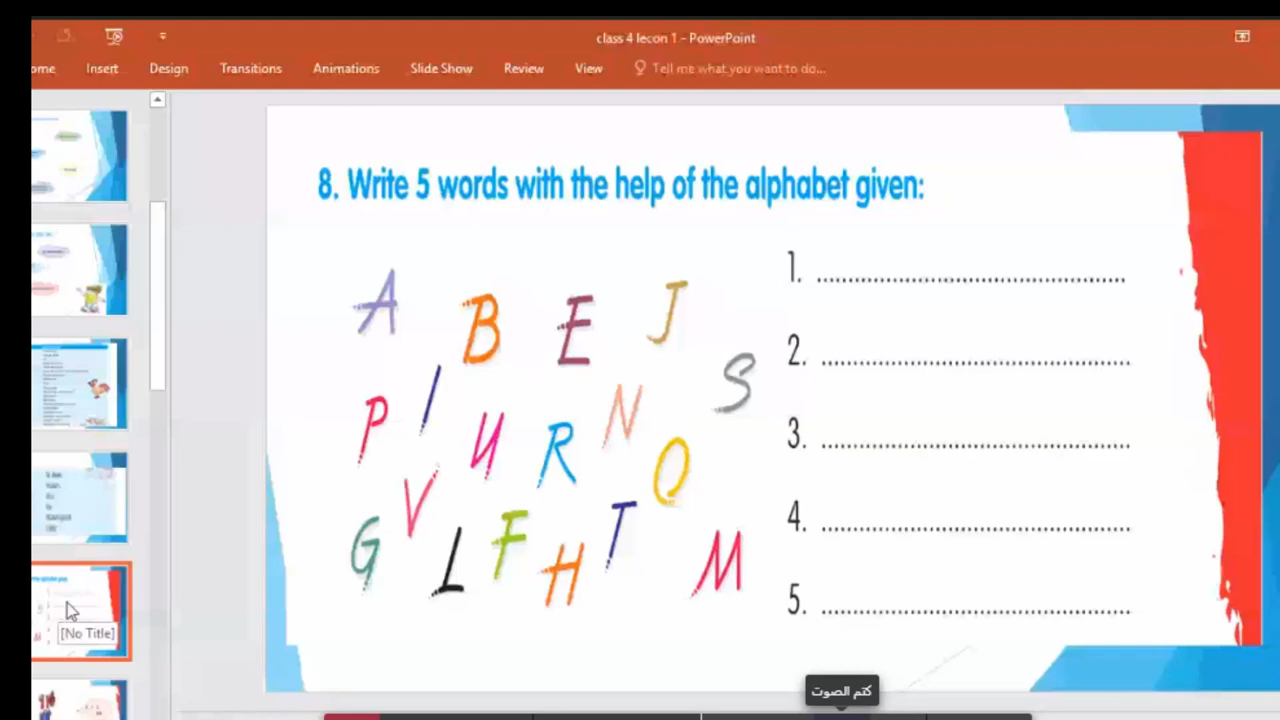 class 4 lecon 1 - PowerPoint
ome Insert Design Transitions Animations Slide Show Review View Tell me what you want to do...
8. Write 5 words with the help of the alphabet given:
A B E J
S
P I U R N O
V
G L F H T M
1. ..........
2. ..........
3. ..........
4. ..........
5. ..........
[No Title]
كتم الصوت